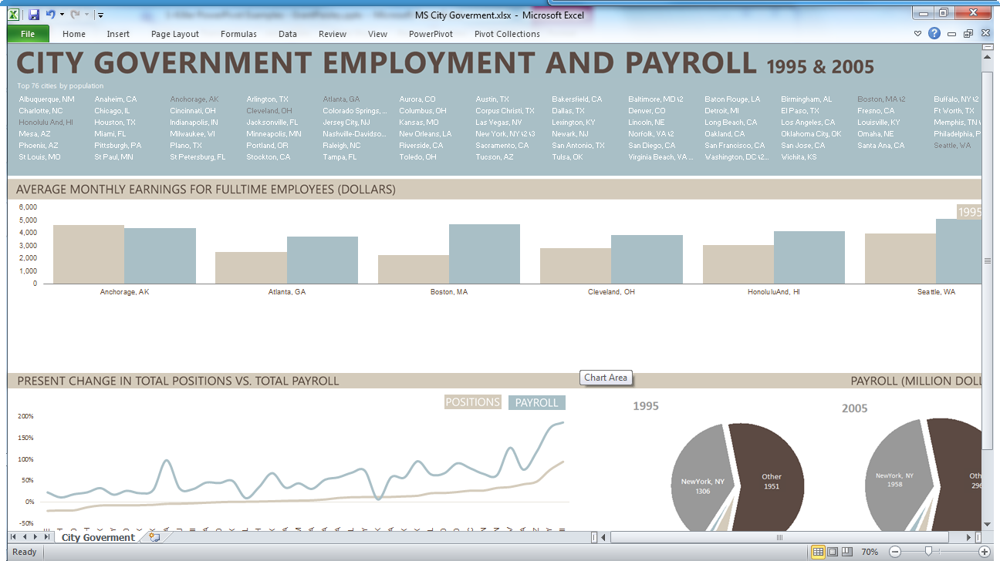 MS City Goverment.xlsx - Microsoft Excel
File Home Insert Page Layout Formulas Data Review View PowerPivot Pivot Collections
CITY GOVERNMENT EMPLOYMENT AND PAYROLL 1995 & 2005
Top 76 cities by population
Albuquerque, NM Anaheim, CA Anchorage, AK Arlington, TX Atlanta, GA Aurora, CO Austin, TX Bakersfield, CA Baltimore, MD \2 Baton Rouge, LA Birmingham, AL Boston, MA \2 Buffalo, NY \2
Charlotte, NC Chicago, IL Cincinnati, OH Cleveland, OH Colorado Springs, ... Columbus, OH Corpus Christi, TX Dallas, TX Denver, CO Detroit, MI El Paso, TX Fresno, CA Ft Worth, TX
Honolulu And, HI Houston, TX Indianapolis, IN Jacksonville, FL Jersey City, NJ Kansas, MO Las Vegas, NV Lexington, KY Lincoln, NE Long Beach, CA Los Angeles, CA Louisville, KY Memphis, TN \
Mesa, AZ Miami, FL Milwaukee, WI Minneapolis, MN Nashville-Davidso... New Orleans, LA New York, NY \2 \3 Newark, NJ Norfolk, VA \2 Oakland, CA Oklahoma City, OK Omaha, NE Philadelphia, P
Phoenix, AZ Pittsburgh, PA Plano, TX Portland, OR Raleigh, NC Riverside, CA Sacramento, CA San Antonio, TX San Diego, CA San Francisco, CA San Jose, CA Santa Ana, CA Seattle, WA
St Louis, MO St Paul, MN St Petersburg, FL Stockton, CA Tampa, FL Toledo, OH Tucson, AZ Tulsa, OK Virginia Beach, VA ... Washington, DC \2... Wichita, KS
AVERAGE MONTHLY EARNINGS FOR FULLTIME EMPLOYEES (DOLLARS)
1995
6,000
5,000
4,000
3,000
2,000
1,000
0
Anchorage, AK Atlanta, GA Boston, MA Cleveland, OH HonoluluAnd, HI Seattle, WA
PRESENT CHANGE IN TOTAL POSITIONS VS. TOTAL PAYROLL
Chart Area
PAYROLL (MILLION DOLL
POSITIONS PAYROLL
1995
2005
200%
150%
100%
50%
0%
-50%
NewYork, NY
1306
Other
1951
NewYork, NY
1958
Oth
296
City Goverment
Ready
70%